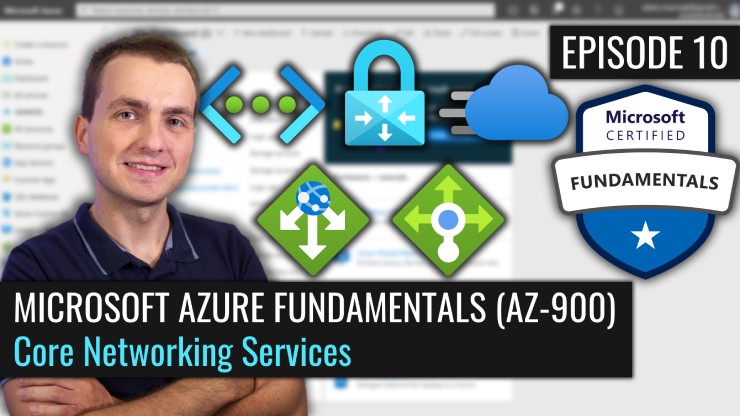 EPISODE 10
Microsoft
CERTIFIED
FUNDAMENTALS
MICROSOFT AZURE FUNDAMENTALS (AZ-900)
Core Networking Services